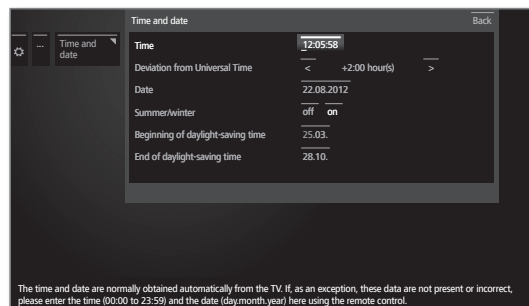 Time and date Back
... Time and
date
Time 12:05:58
Deviation from Universal Time < +2:00 hour(s) >
Date 22.08.2012
Summer/winter off on
Beginning of daylight-saving time 25.03.
End of daylight-saving time 28.10.
The time and date are normally obtained automatically from the TV. If, as an exception, these data are not present or incorrect,
please enter the time (00:00 to 23:59) and the date (day.month.year) here using the remote control.